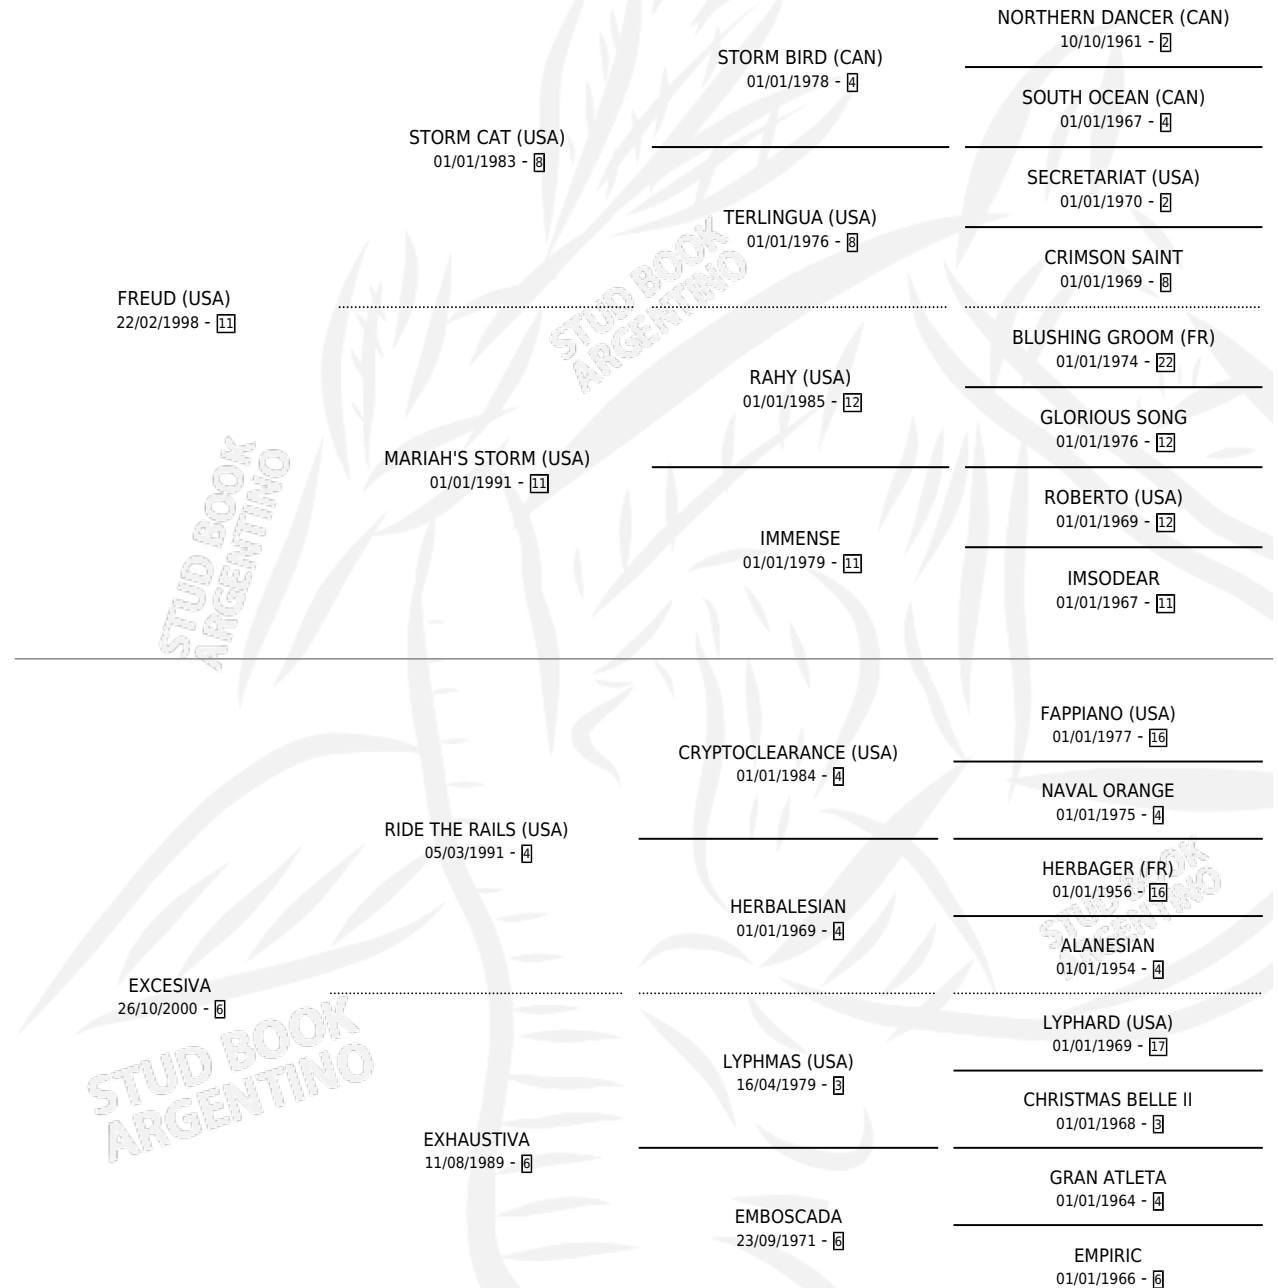 NORTHERN DANCER (CAN)
10/10/1961 - 2
STORM BIRD (CAN)
01/01/1978 - 4
SOUTH OCEAN (CAN)
01/01/1967 - 4
STORM CAT (USA)
01/01/1983 - 8
SECRETARIAT (USA)
01/01/1970 - 2
TERLINGUA (USA)
01/01/1976 - 8
CRIMSON SAINT
01/01/1969 - 8
FREUD (USA)
22/02/1998 - 11
BLUSHING GROOM (FR)
01/01/1974 - 22
RAHY (USA)
01/01/1985 - 12
GLORIOUS SONG
01/01/1976 - 12
MARIAH'S STORM (USA)
01/01/1991 - 11
ROBERTO (USA)
01/01/1969 - 12
IMMENSE
01/01/1979 - 11
IMSODEAR
01/01/1967 - 11
FAPPIANO (USA)
01/01/1977 - 16
CRYPTOCLEARANCE (USA)
01/01/1984 - 4
NAVAL ORANGE
01/01/1975 - 4
RIDE THE RAILS (USA)
05/03/1991 - 4
HERBAGER (FR)
01/01/1956 - 16
HERBALESIAN
01/01/1969 - 4
ALANESIAN
01/01/1954 - 4
EXCESIVA
26/10/2000 - 6
LYPHARD (USA)
01/01/1969 - 17
LYPHMAS (USA)
16/04/1979 - 3
CHRISTMAS BELLE II
01/01/1968 - 3
EXHAUSTIVA
11/08/1989 - 6
GRAN ATLETA
01/01/1964 - 4
EMBOSCADA
23/09/1971 - 6
EMPIRIC
01/01/1966 - 6
STUD BOOK
ARGENTINO
STUD BOOK
ARGENTINO
STUD BOOK
ARGENTINO
STUD BOOK
ARGENTINO